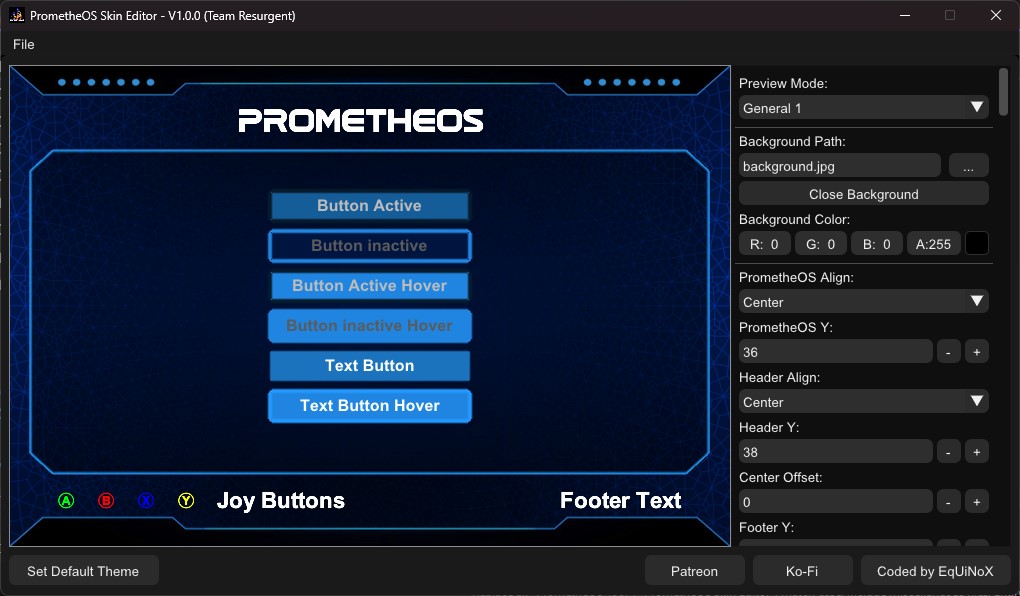 PrometheOS Skin Editor - V1.0.0 (Team Resurgent)
File
PROMETHEOS
Button Active
Button inactive
Button Active Hover
Button inactive Hover
Text Button
Text Button Hover
A B X Y Joy Buttons
Footer Text
Preview Mode:
General 1
Background Path:
background.jpg
...
Close Background
Background Color:
R: 0 G: 0 B: 0 A:255
PrometheOS Align:
Center
PrometheOS Y:
36 - +
Header Align:
Center
Header Y:
38 - +
Center Offset:
0 - +
Footer Y:
Set Default Theme
Patreon
Ko-Fi
Coded by EqUiNoX